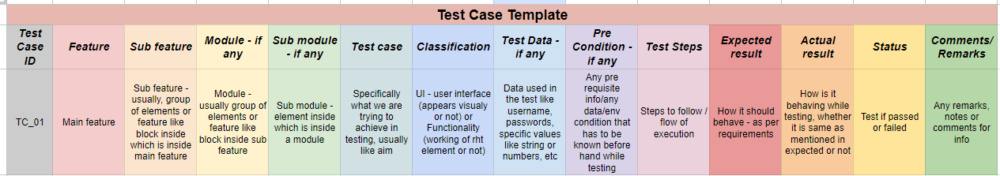 Test Case Template
Test
Case
ID
Feature
Sub feature
Module - if
any
Sub module
- if any
Test case
Classification
Test Data -
if any
Pre
Condition -
if any
Test Steps
Expected
result
Actual
result
Status
Comments/
Remarks
TC_01
Main feature
Sub feature -
usually, group
of elements or
feature like
block inside
which is inside
main feature
Module -
usually group of
elements or
feature like
block inside sub
feature
Sub module -
element inside
which is inside
a module
Specifically
what we are
trying to
achieve in
testing, usually
like aim
UI - user interface
(appears visualy
or not) or
Functionality
(working of rht
element or not)
Data used in
the test like
username,
passwords,
specific values
like string or
numbers, etc
Any pre
requisite
info/any
data/env
condition that
has to be
known before
hand while
testing
Steps to follow /
flow of
execution
How it should
behave - as per
requirements
How is it
behaving while
testing, whether
it is same as
mentioned in
expected or not
Test if passed
or failed
Any remarks,
notes or
comments for
info